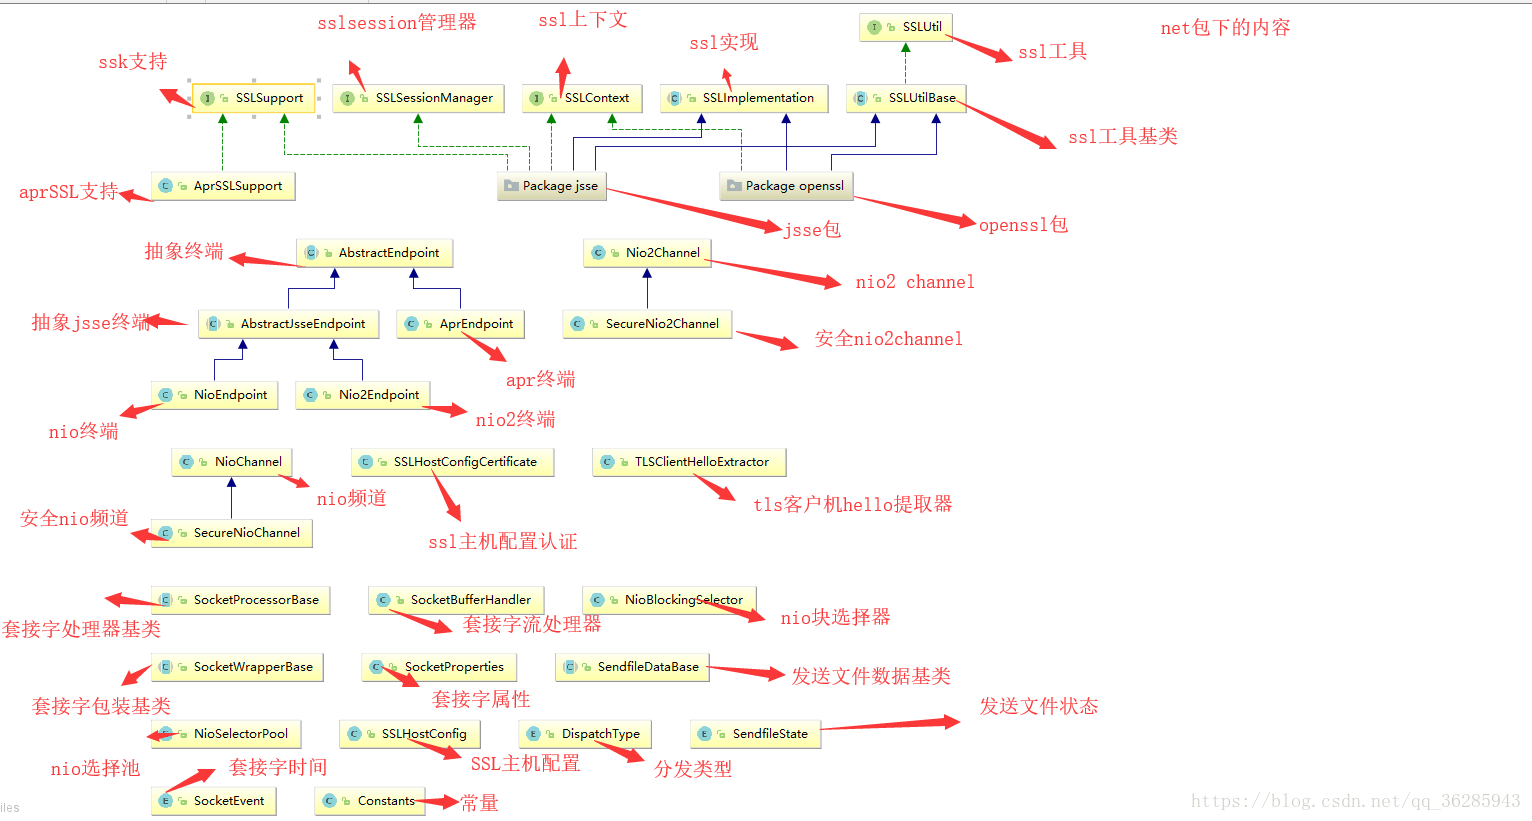 sslsession管理器
ssl上下文
SSLUtil
net包下的内容
ssl实现
ssl工具
ssk支持
SSLSupport
SSLSessionManager
SSLContext
SSLImplementation
SSLUtilBase
ssl工具基类
aprSSL支持
AprSSLSupport
Package jsse
Package openssl
jsse包
openssl包
抽象终端
AbstractEndpoint
Nio2Channel
nio2 channel
抽象jsse终端
AbstractJsseEndpoint
AprEndpoint
SecureNio2Channel
安全nio2channel
apr终端
NioEndpoint
Nio2Endpoint
nio终端
nio2终端
NioChannel
SSLHostConfigCertificate
TLSClientHelloExtractor
nio频道
tls客户机hello提取器
安全nio频道
SecureNioChannel
ssl主机配置认证
SocketProcessorBase
SocketBufferHandler
NioBlockingSelector
套接字处理器基类
套接字流处理器
nio块选择器
SocketWrapperBase
SocketProperties
SendfileDataBase
发送文件数据基类
套接字包装基类
套接字属性
发送文件状态
NioSelectorPool
SSLHostConfig
DispatchType
SendfileState
nio选择池
套接字时间
SSL主机配置
分发类型
SocketEvent
Constants
常量
iles
https://blog.csdn.net/qq_36285943